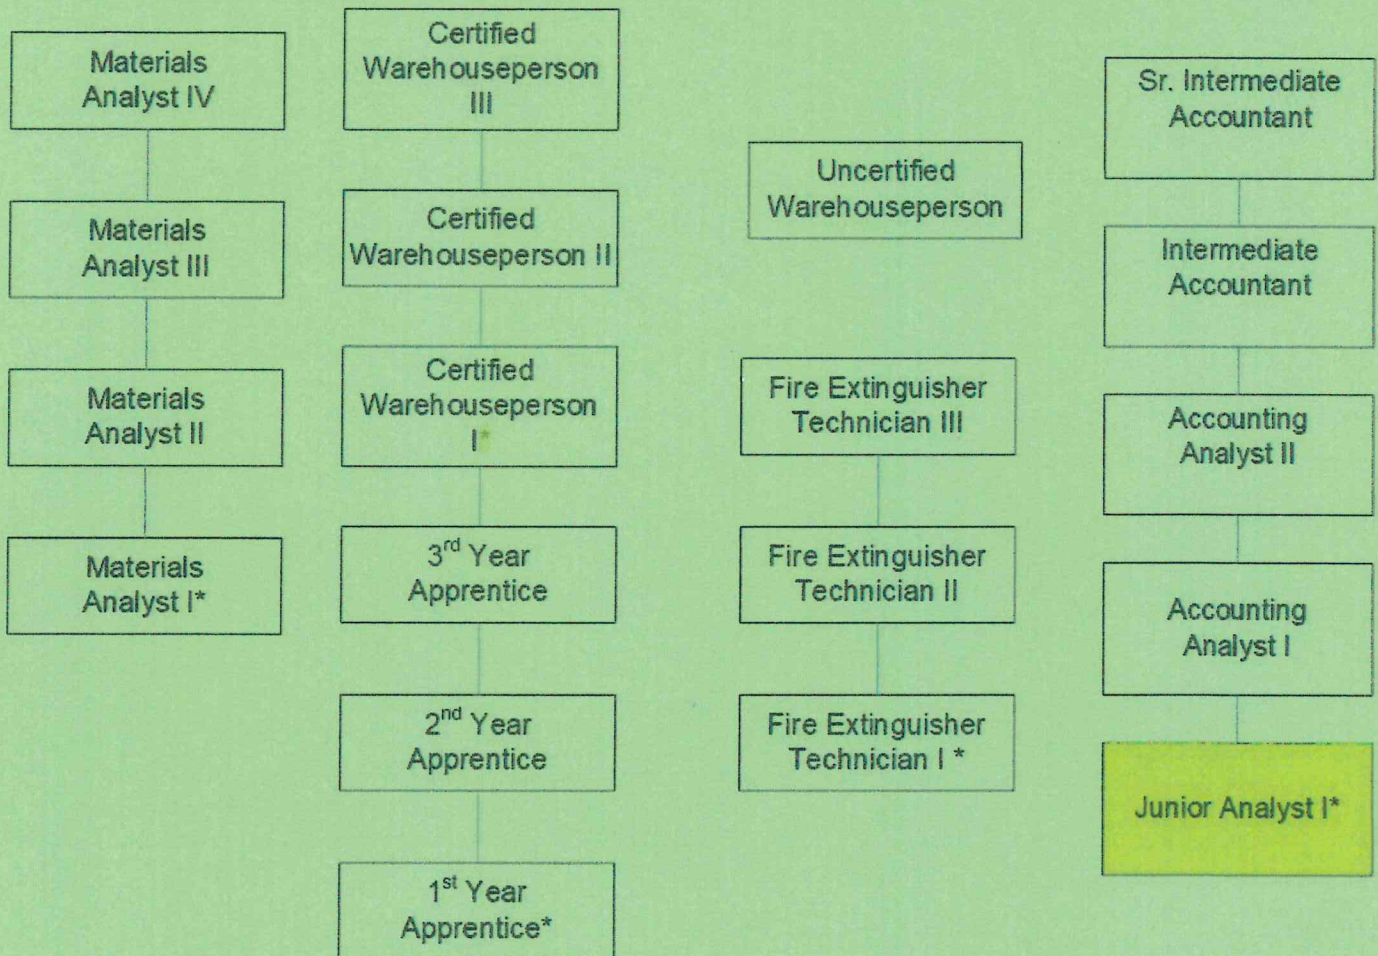 Materials
Analyst IV
Materials
Analyst III
Materials
Analyst II
Materials
Analyst I*
Certified
Warehouseperson
III
Certified
Warehouseperson II
Certified
Warehouseperson
I*
3rd Year
Apprentice
2nd Year
Apprentice
1st Year
Apprentice*
Uncertified
Warehouseperson
Fire Extinguisher
Technician III
Fire Extinguisher
Technician II
Fire Extinguisher
Technician I *
Sr. Intermediate
Accountant
Intermediate
Accountant
Accounting
Analyst II
Accounting
Analyst I
Junior Analyst I*